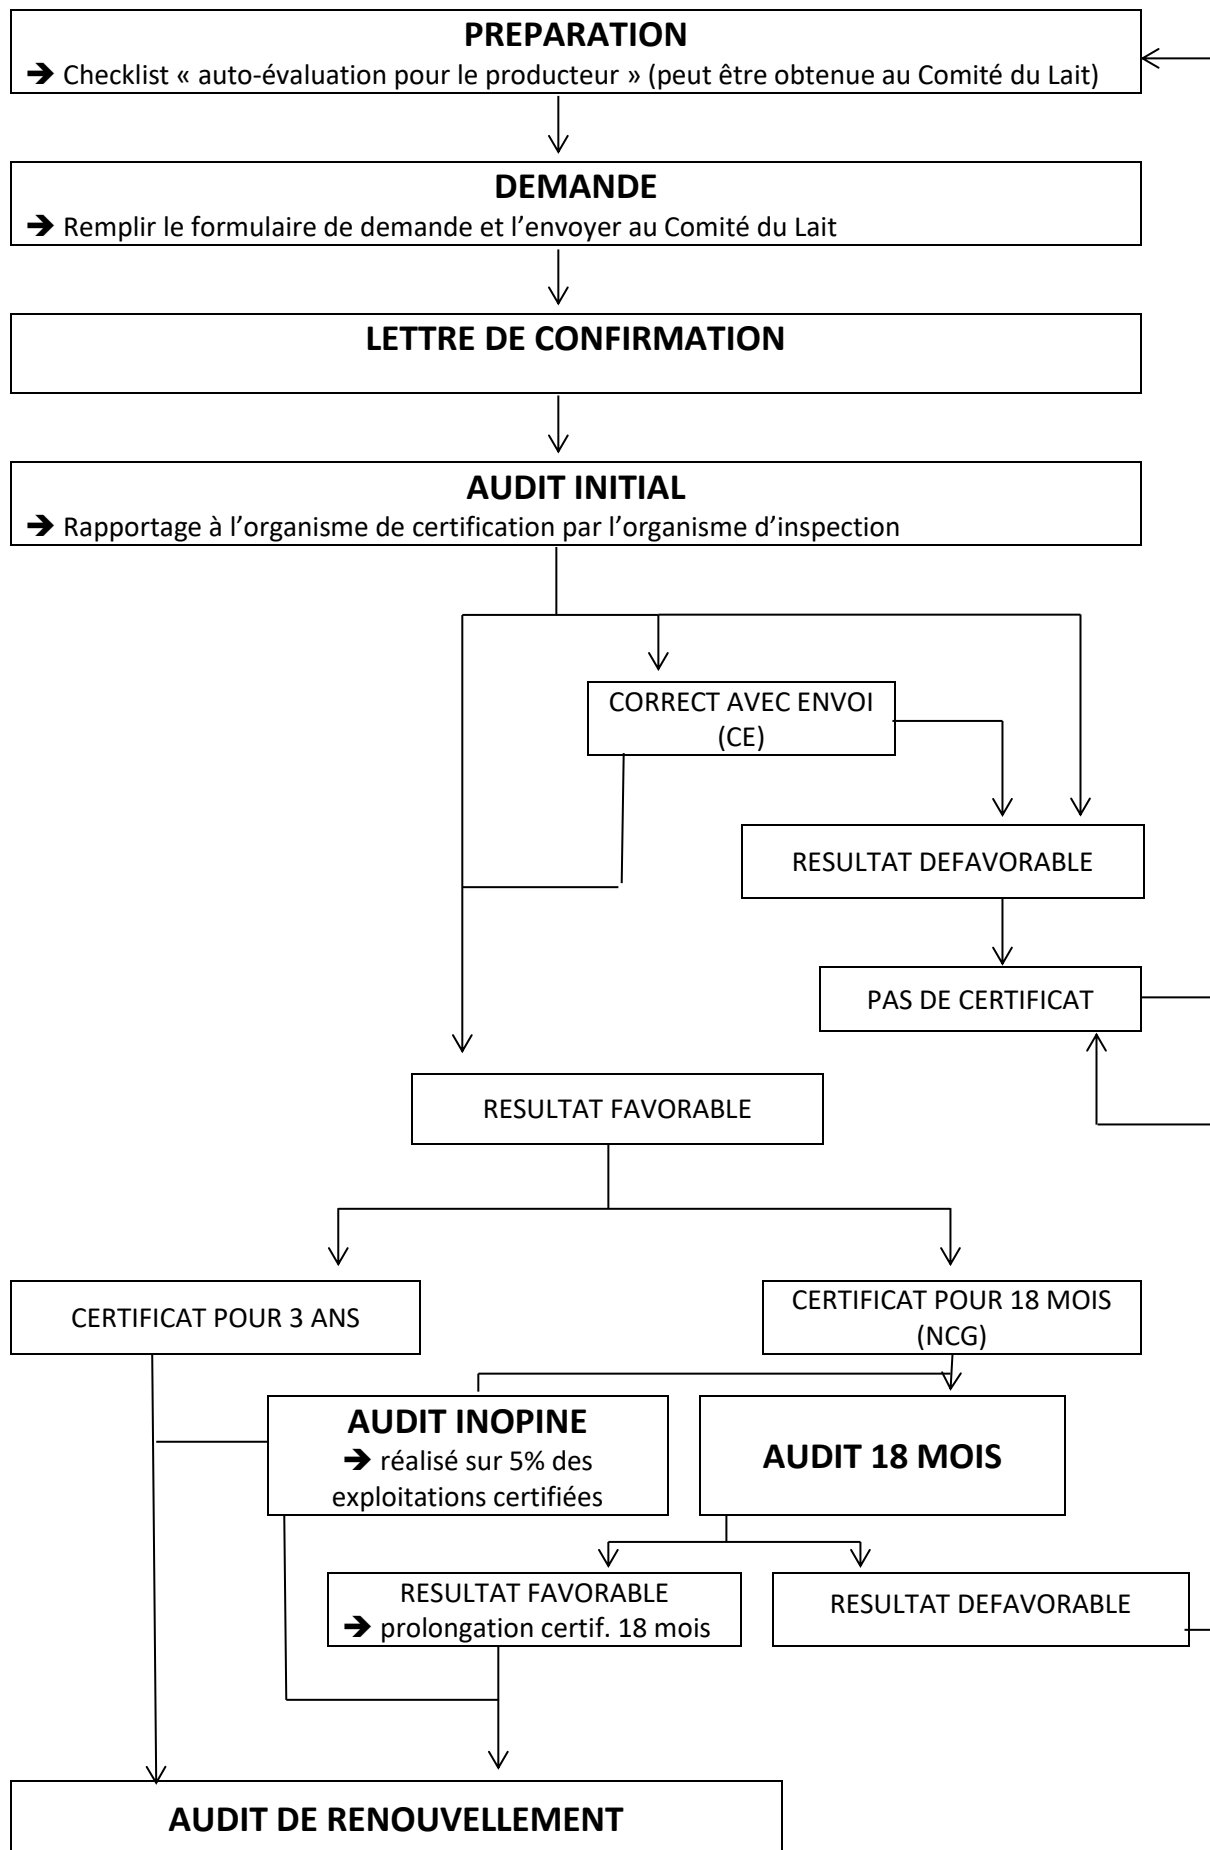 PREPARATION
➔ Checklist « auto-évaluation pour le producteur » (peut être obtenue au Comité du Lait)
DEMANDE
➔ Remplir le formulaire de demande et l’envoyer au Comité du Lait
LETTRE DE CONFIRMATION
AUDIT INITIAL
➔ Rapportage à l’organisme de certification par l’organisme d’inspection
CORRECT AVEC ENVOI
(CE)
RESULTAT DEFAVORABLE
PAS DE CERTIFICAT
RESULTAT FAVORABLE
CERTIFICAT POUR 3 ANS
CERTIFICAT POUR 18 MOIS
(NCG)
AUDIT INOPINE
➔ réalisé sur 5% des
exploitations certifiées
AUDIT 18 MOIS
RESULTAT FAVORABLE
➔ prolongation certif. 18 mois
RESULTAT DEFAVORABLE
AUDIT DE RENOUVELLEMENT